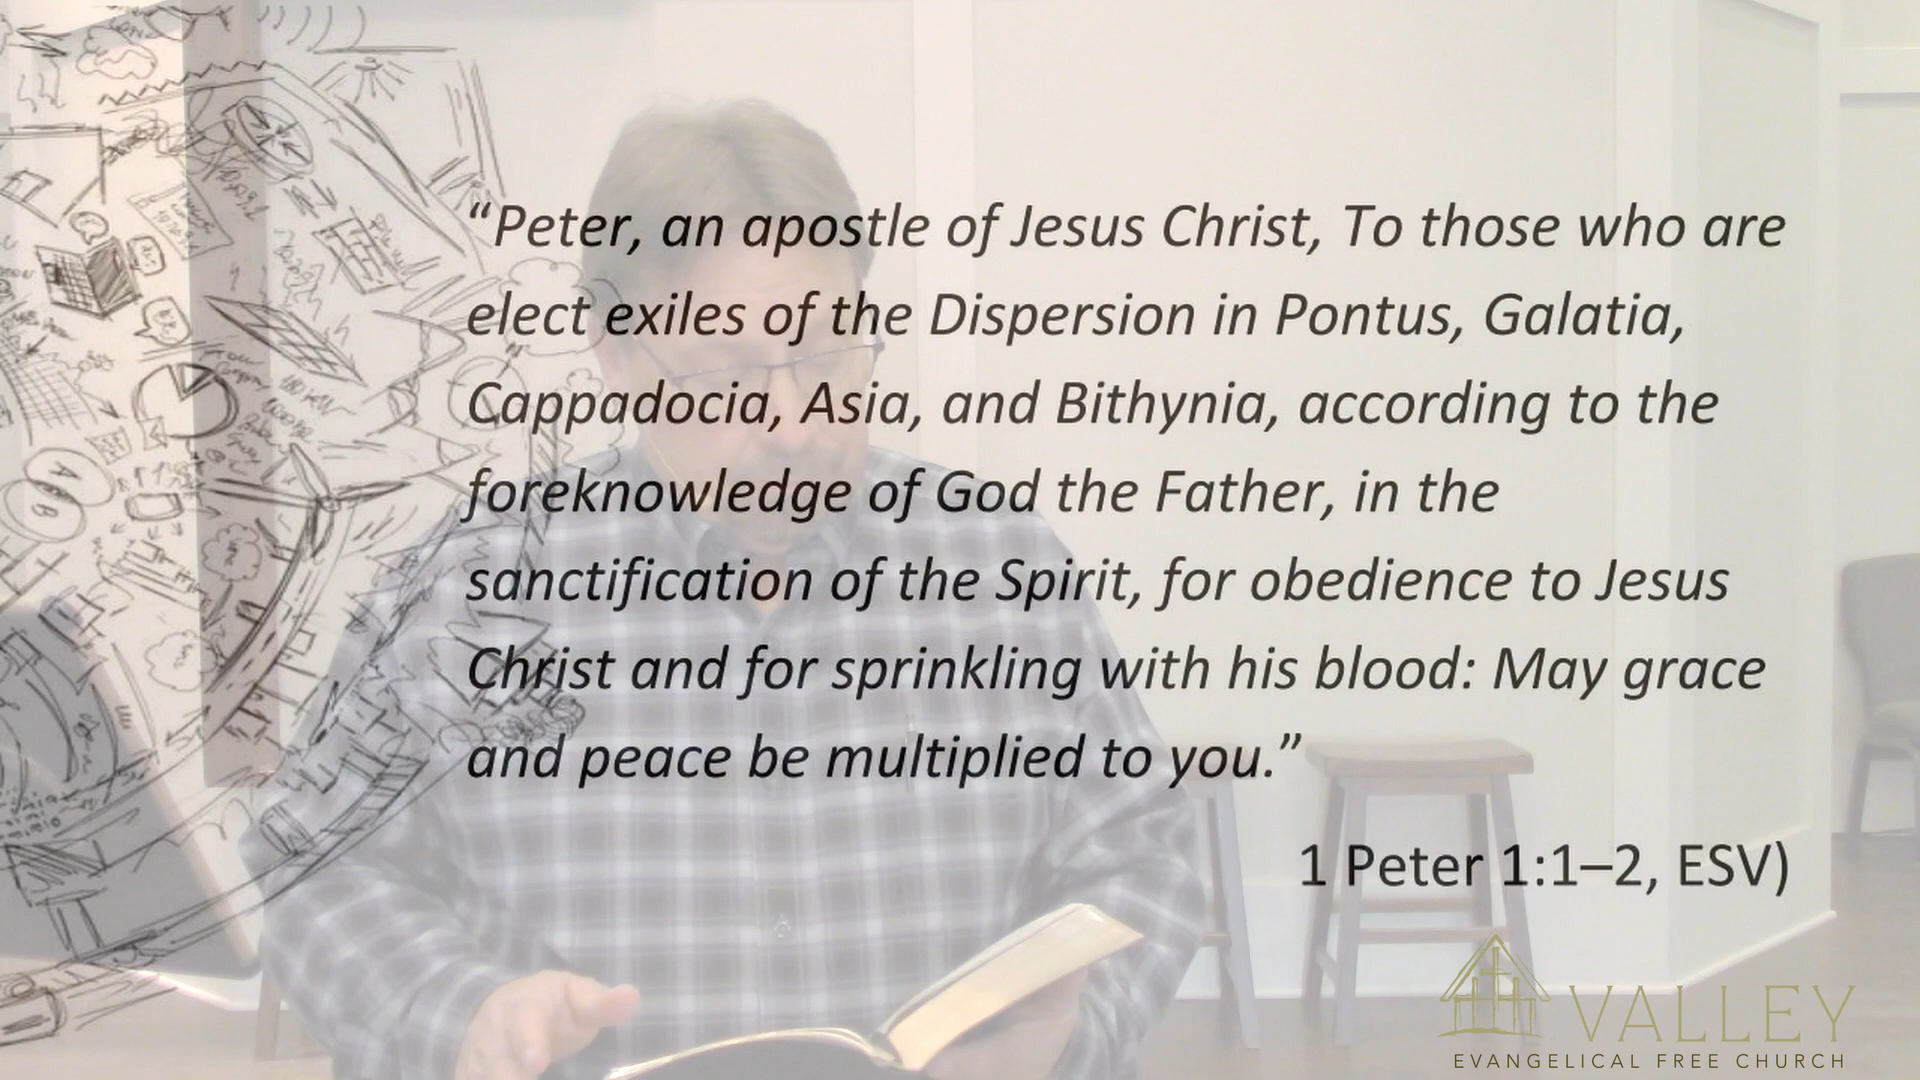 “Peter, an apostle of Jesus Christ, To those who are
elect exiles of the Dispersion in Pontus, Galatia,
Cappadocia, Asia, and Bithynia, according to the
foreknowledge of God the Father, in the
sanctification of the Spirit, for obedience to Jesus
Christ and for sprinkling with his blood: May grace
and peace be multiplied to you.”
1 Peter 1:1–2, ESV)
VALLEY
EVANGELICAL FREE CHURCH
A
B